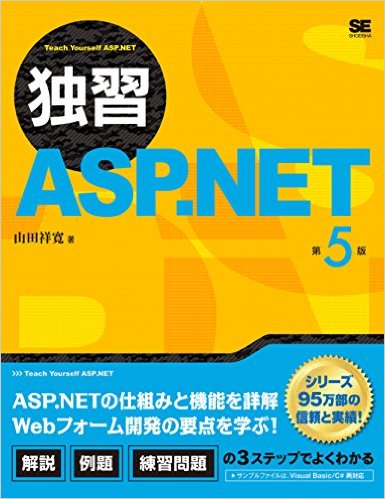 SE
SHOEISHA
Teach Yourself ASP.NET
独習
ASP.NET
山田祥寛 著
第5版
>>> Teach Yourself ASP.NET
ASP.NETの仕組みと機能を詳解
Webフォーム開発の要点を学ぶ!
シリーズ
95万部の
信頼と実績!
解説 例題 練習問題 の3ステップでよくわかる
▶サンプルファイルは、Visual Basic/C# 両対応